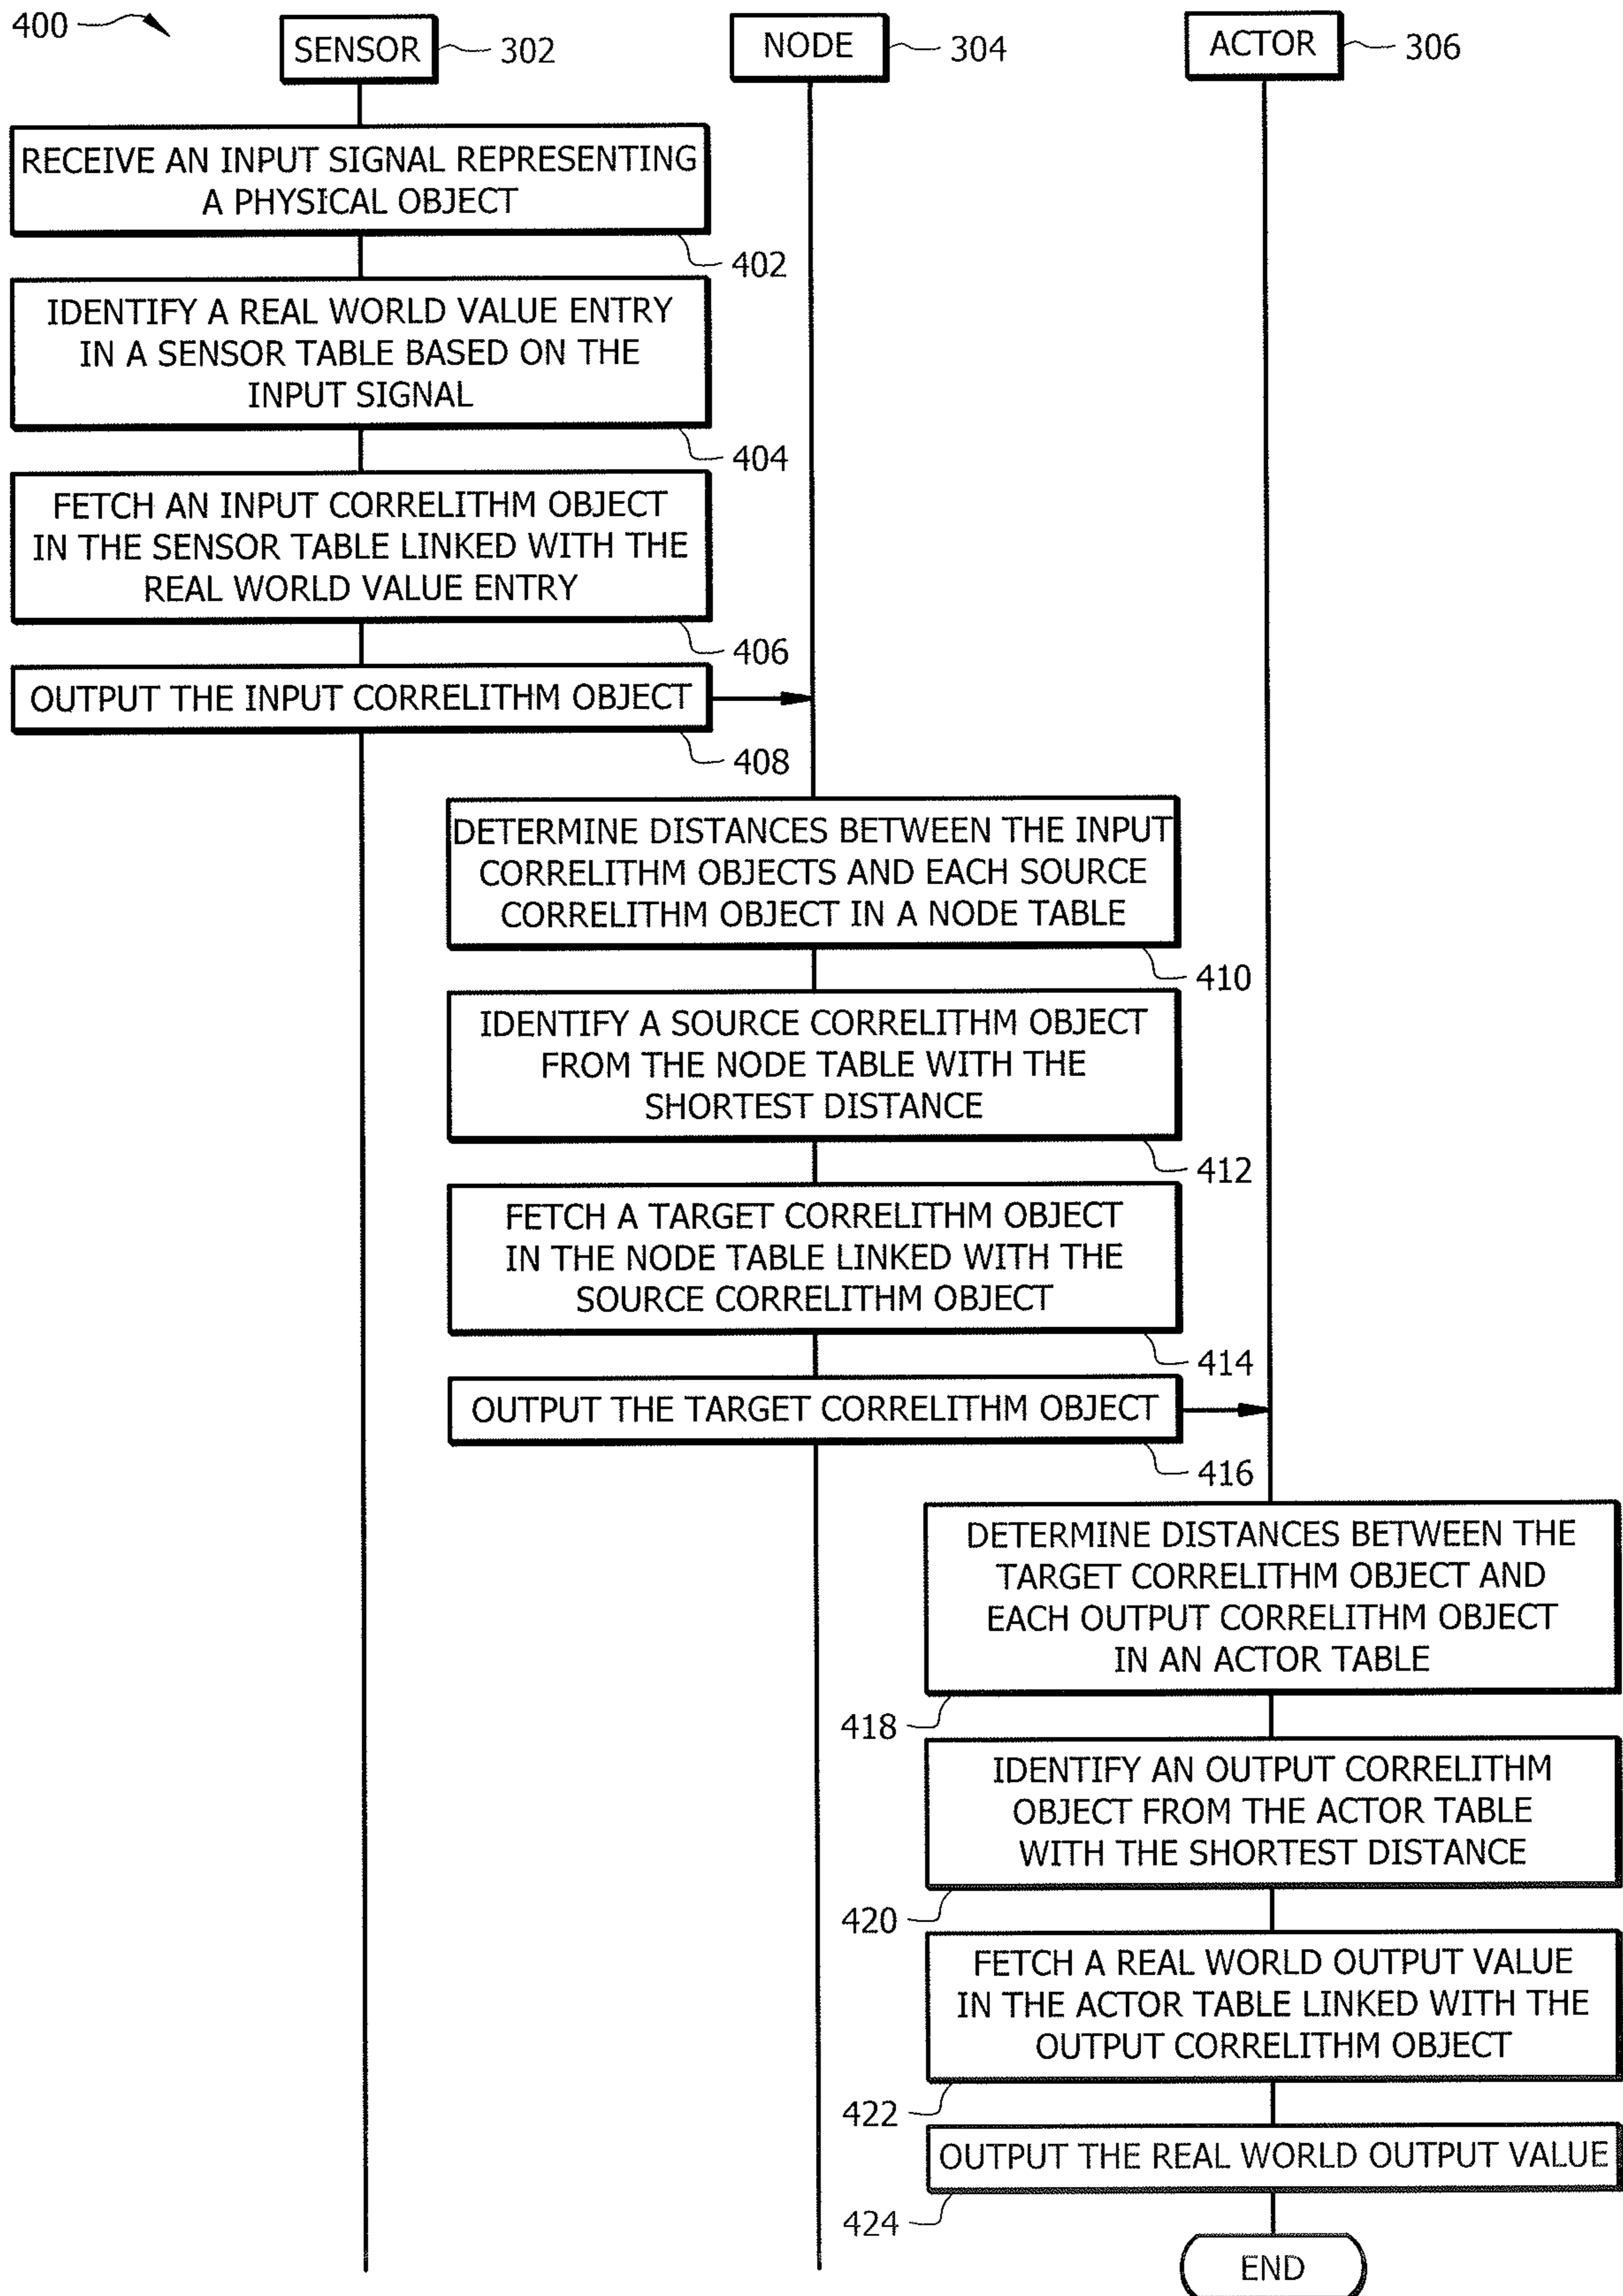 400
SENSOR
302
NODE
304
ACTOR
306
RECEIVE AN INPUT SIGNAL REPRESENTING
A PHYSICAL OBJECT
402
IDENTIFY A REAL WORLD VALUE ENTRY
IN A SENSOR TABLE BASED ON THE
INPUT SIGNAL
404
FETCH AN INPUT CORRELITHM OBJECT
IN THE SENSOR TABLE LINKED WITH THE
REAL WORLD VALUE ENTRY
406
OUTPUT THE INPUT CORRELITHM OBJECT
408
DETERMINE DISTANCES BETWEEN THE INPUT
CORRELITHM OBJECTS AND EACH SOURCE
CORRELITHM OBJECT IN A NODE TABLE
410
IDENTIFY A SOURCE CORRELITHM OBJECT
FROM THE NODE TABLE WITH THE
SHORTEST DISTANCE
412
FETCH A TARGET CORRELITHM OBJECT
IN THE NODE TABLE LINKED WITH THE
SOURCE CORRELITHM OBJECT
414
OUTPUT THE TARGET CORRELITHM OBJECT
416
DETERMINE DISTANCES BETWEEN THE
TARGET CORRELITHM OBJECT AND
EACH OUTPUT CORRELITHM OBJECT
IN AN ACTOR TABLE
418
IDENTIFY AN OUTPUT CORRELITHM
OBJECT FROM THE ACTOR TABLE
WITH THE SHORTEST DISTANCE
420
FETCH A REAL WORLD OUTPUT VALUE
IN THE ACTOR TABLE LINKED WITH THE
OUTPUT CORRELITHM OBJECT
422
OUTPUT THE REAL WORLD OUTPUT VALUE
424
END